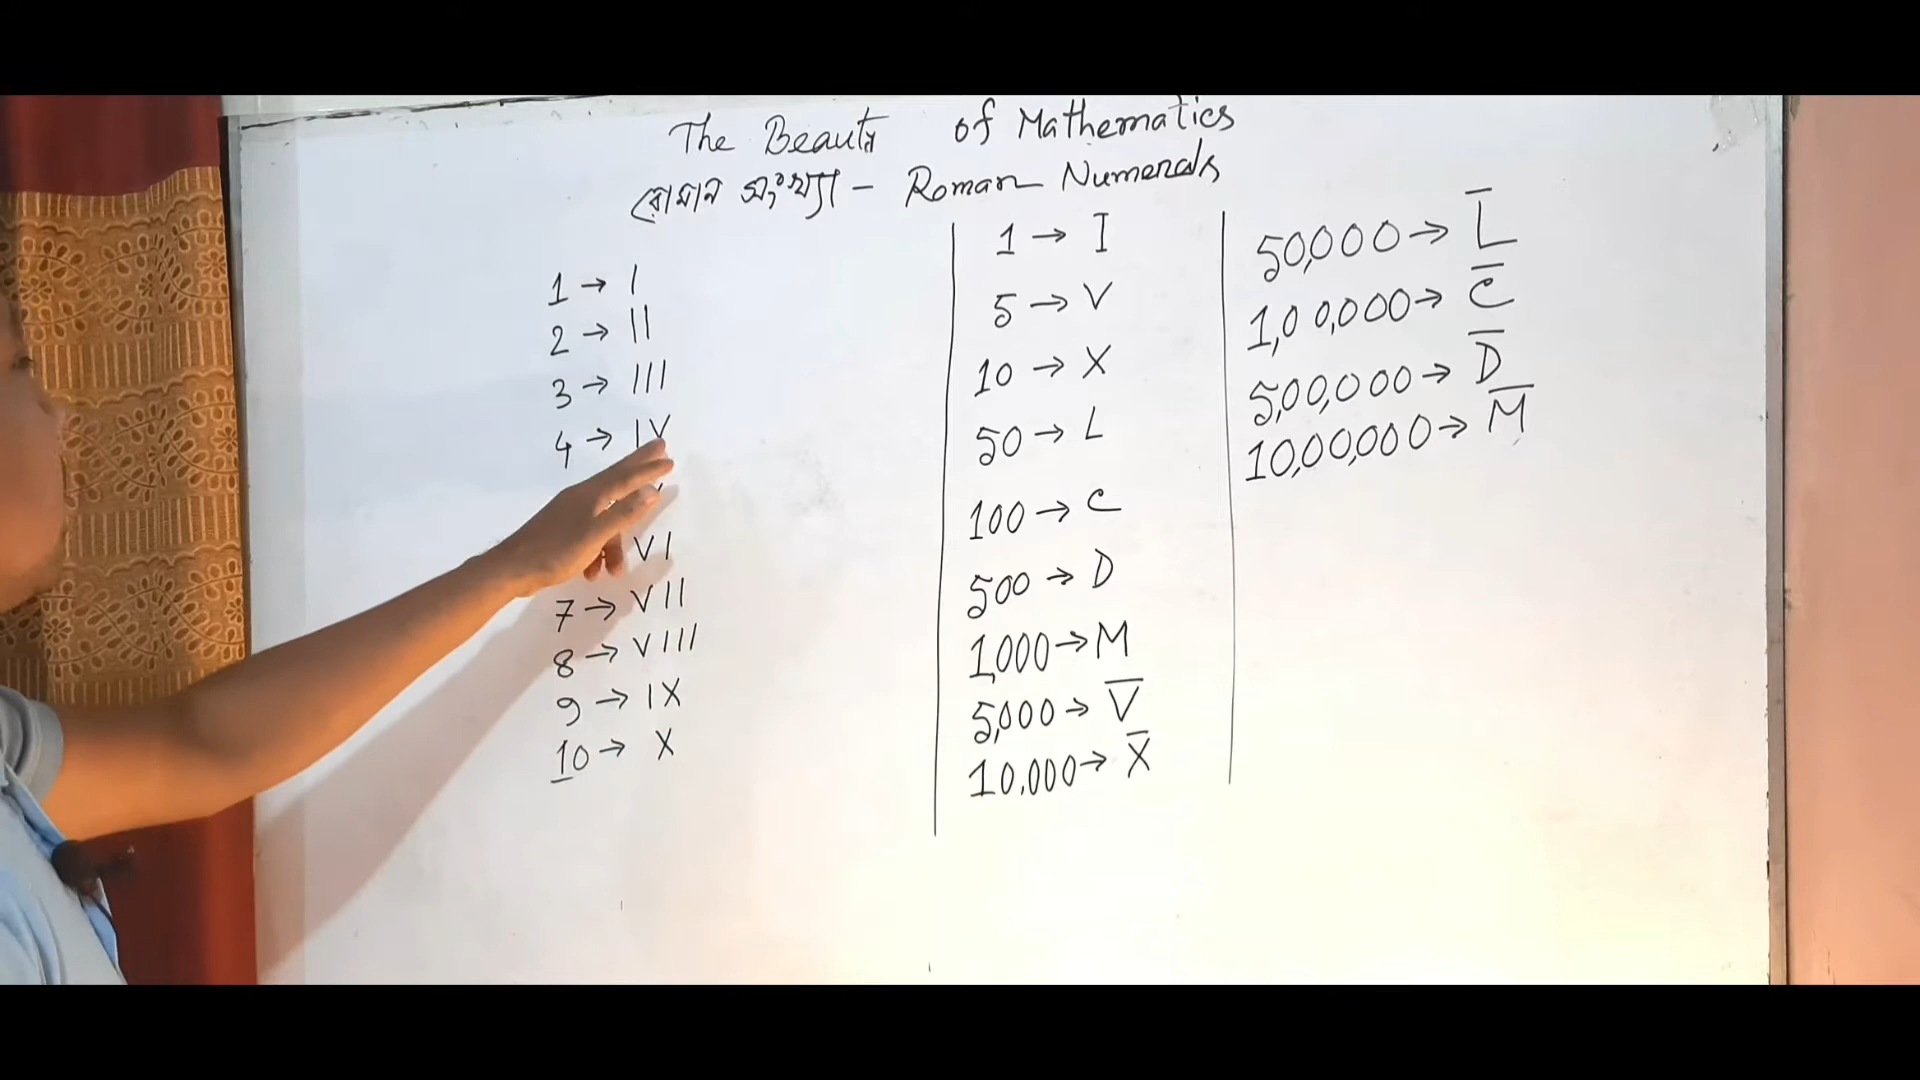 The Beauty of Mathematics
রোমান সংখ্যা - Roman Numerals
1 → I
2 → II
3 → III
4 → IV
VI
7 → VII
8 → VIII
9 → IX
10 → X
1 → I
5 → V
10 → X
50 → L
100 → C
500 → D
1,000 → M
5,000 → V̅
10,000 → X̅
50,000 → L̅
1,00,000 → C̅
5,00,000 → D̅
10,00,000 → M̅